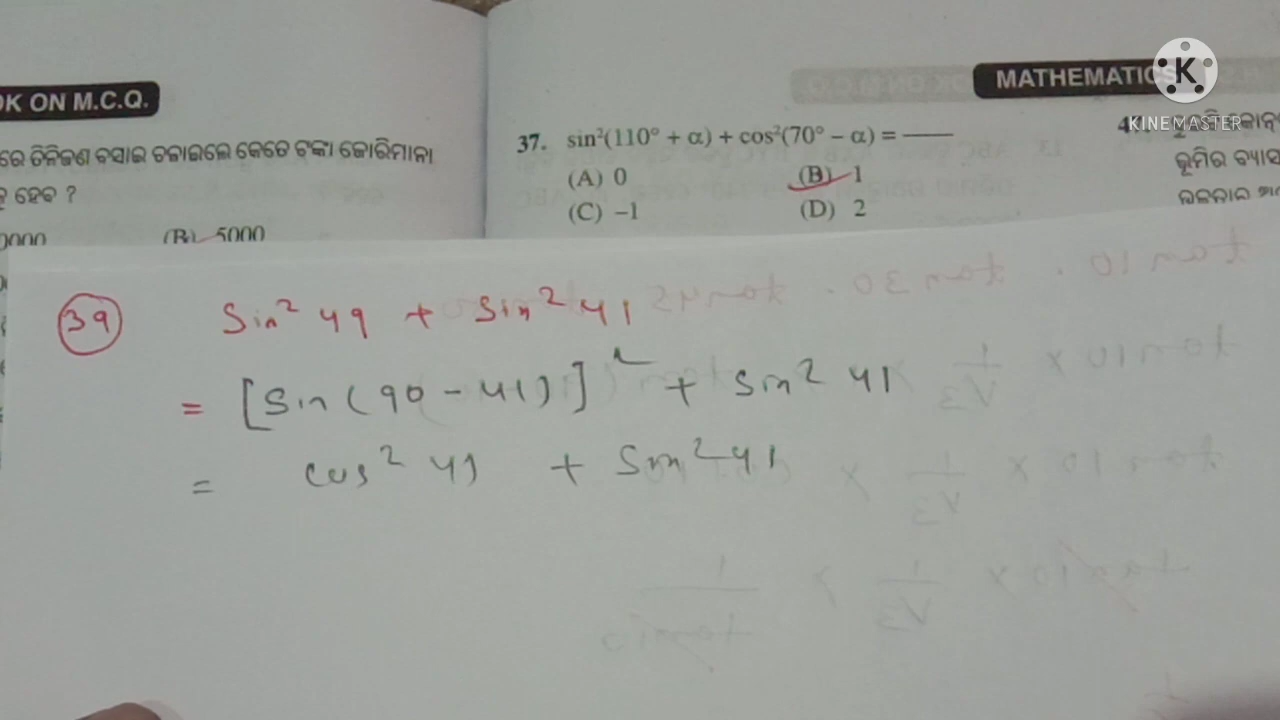 OK ON M.C.Q.
ରେ ତିନିଜଣ ବସାଇ ଚଳାଇଲେ କେତେ ଟଙ୍କା ଜୋରିମାନା
ହେବ ?
(B) 5000
MATHEMATICS
37. sin²(110° + α) + cos²(70° − α) = ——
(A) 0 (B) 1
(C) −1 (D) 2
ଭୂମିର ବ୍ୟାସ
KINEMASTER
39 Sin² 49 + Sin² 41
= [Sin (90 - 41)]² + Sin² 41
= Cos² 41 + Sin² 41